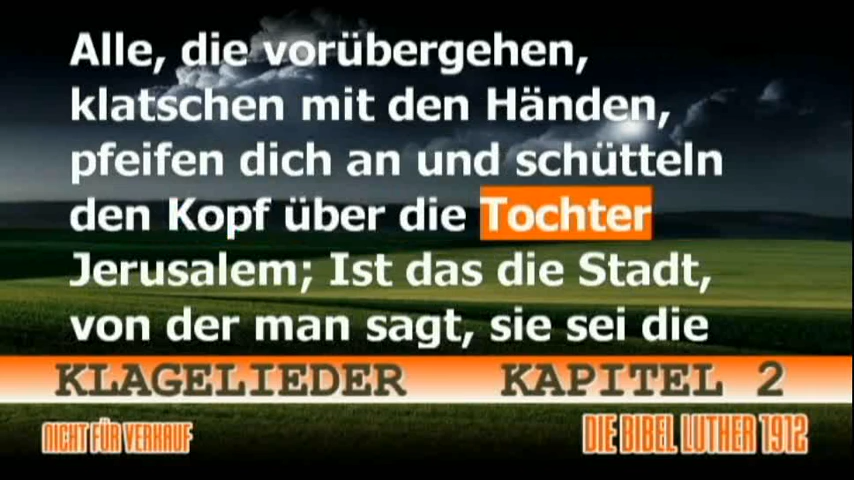 Alle, die vorübergehen,
klatschen mit den Händen,
pfeifen dich an und schütteln
den Kopf über die Tochter
Jerusalem; Ist das die Stadt,
von der man sagt, sie sei die
KLAGELIEDER KAPITEL 2
NICHT FÜR VERKAUF DIE BIBEL LUTHER 1912